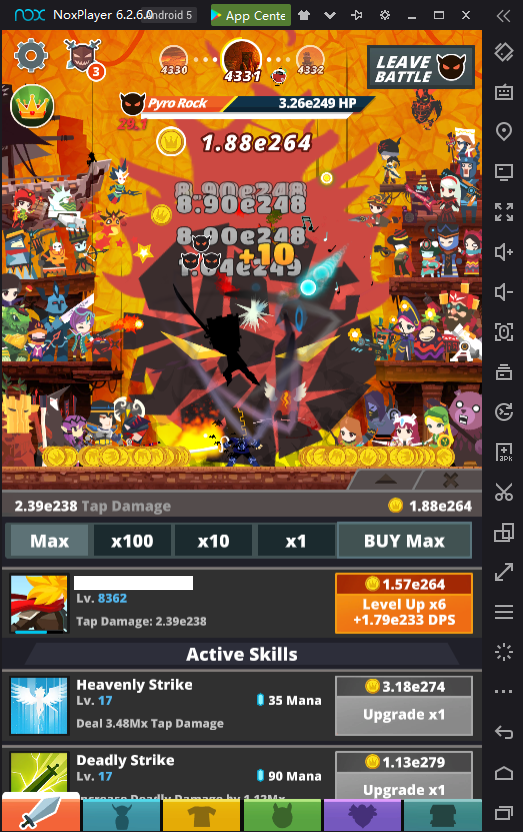 nox NoxPlayer 6.2.6.0 Android 5 App Cente
3
4330 4331 4332
LEAVE
BATTLE
Pyro Rock 3.26e249 HP
1.88e264
8.90e248
8.90e248
8.90e248
+10
2.39e238 Tap Damage 1.88e264
Max x100 x10 x1 BUY Max
1.57e264
Lv. 8362
Level Up x6
Tap Damage: 2.39e238
+1.79e233 DPS
Active Skills
Heavenly Strike 3.18e274
Lv. 17 35 Mana
Upgrade x1
Deal 3.48Mx Tap Damage
Deadly Strike 1.13e279
Lv. 17 90 Mana
Upgrade x1